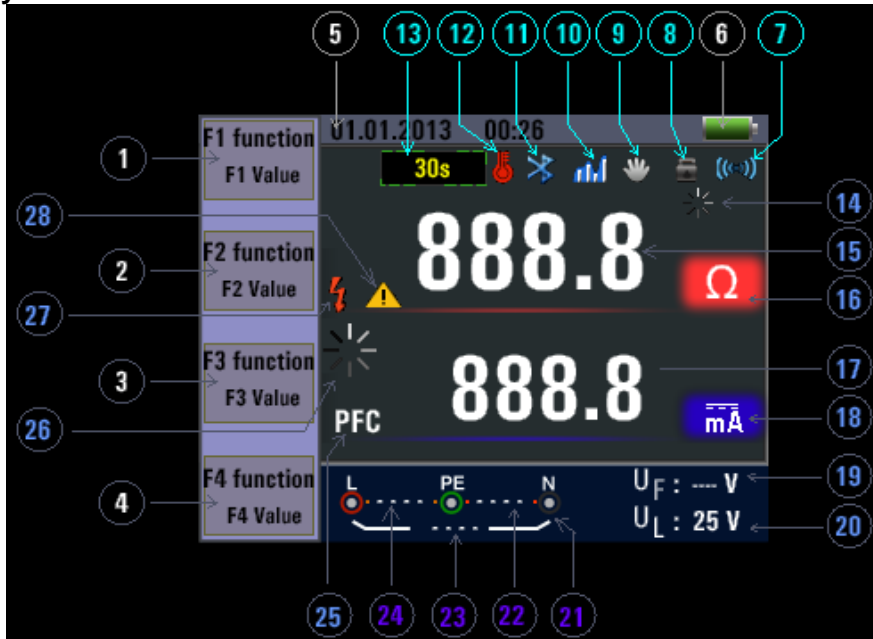 5 13 12 11 10 9 8 6 7
01.01.2013 00:26
1 F1 function
F1 Value
30s
14
28
888.8
15
2 F2 function
F2 Value
Ω
16
27
3 F3 function
F3 Value
888.8
17
26
PFC
mA
18
4 F4 function
F4 Value
L PE N
UF : --- V 19
UL : 25 V 20
25 24 23 22 21